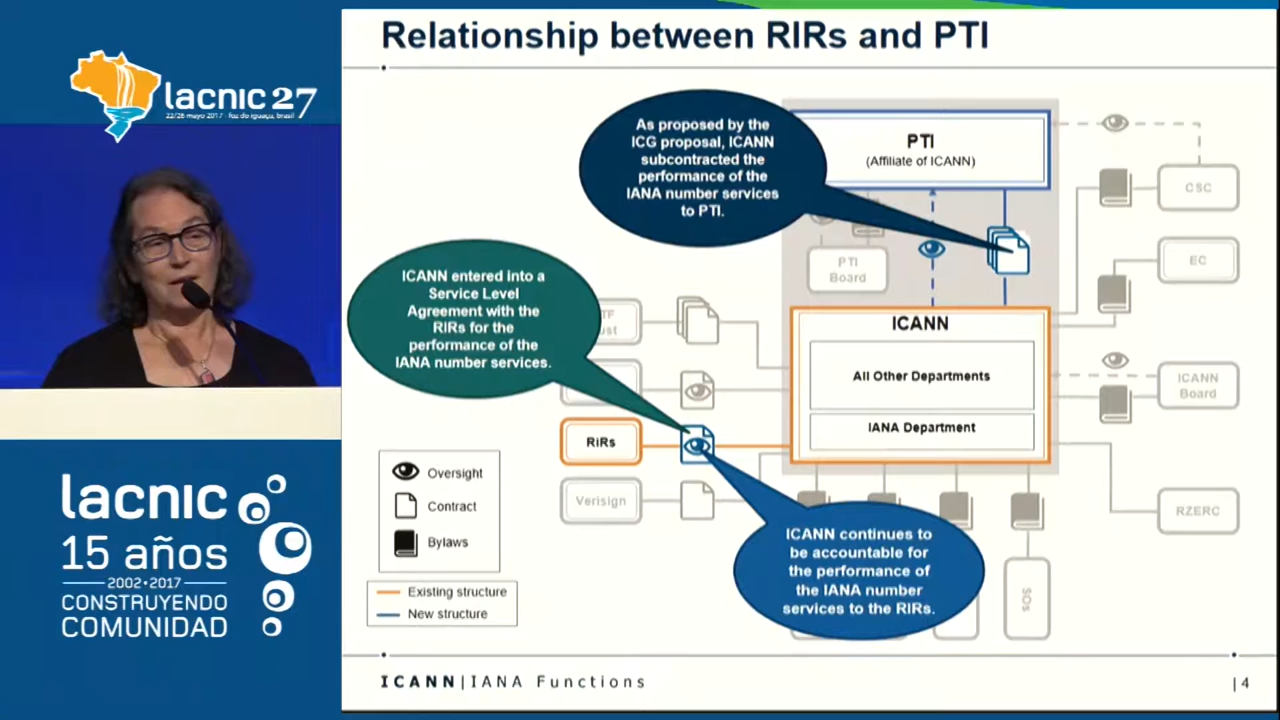 Relationship between RIRs and PTI
lacnic 27
22/26 mayo 2017 - foz do iguaçu, brasil
lacnic
15 años
2002•2017
CONSTRUYENDO
COMUNIDAD
As proposed by the
ICG proposal, ICANN
subcontracted the
performance of the
IANA number services
to PTI.
PTI
(Affiliate of ICANN)
CSC
EC
PTI
Board
ICANN entered into a
Service Level
Agreement with the
RIRs for the
performance of the
IANA number services.
ICANN
All Other Departments
IANA Department
ICANN
Board
RIRs
Verisign
RZERC
SOs
Oversight
Contract
Bylaws
Existing structure
New structure
ICANN continues to
be accountable for
the performance of
the IANA number
services to the RIRs.
ICANN|IANA Functions
|4